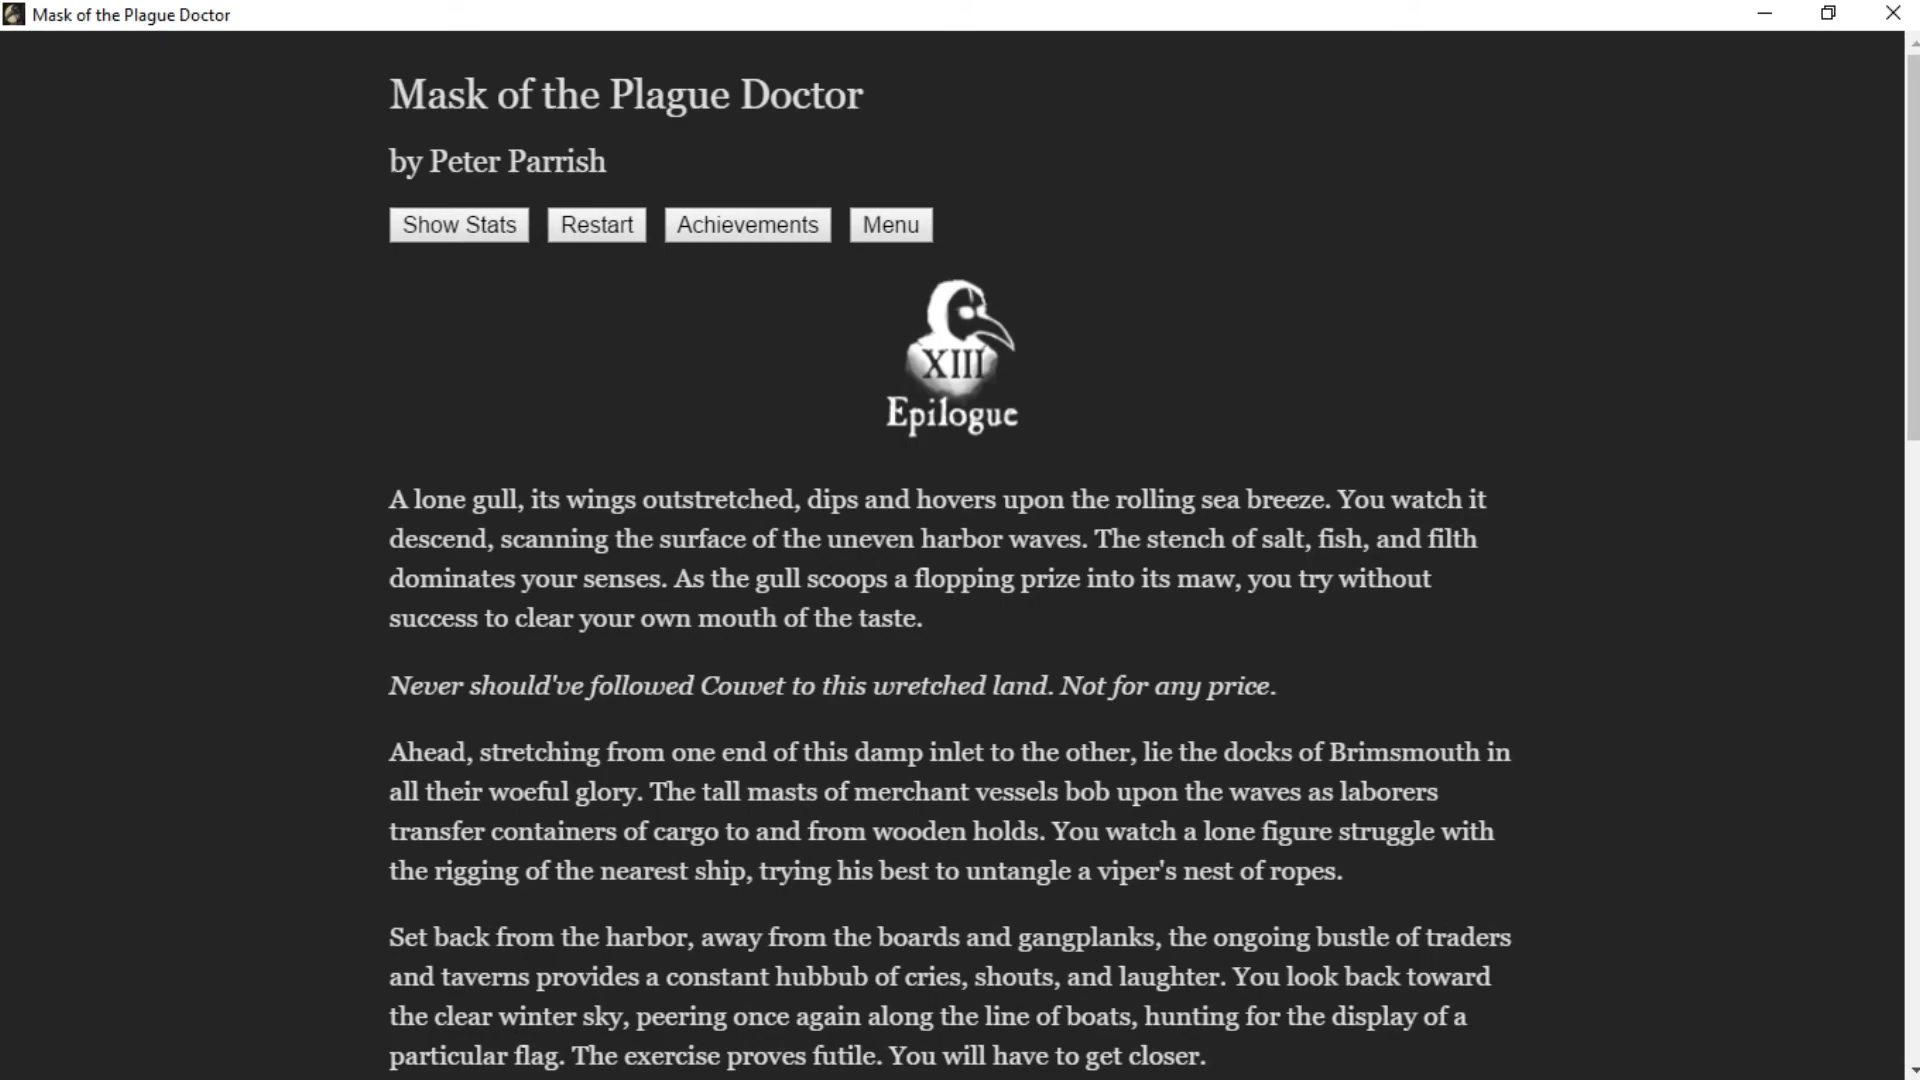 Mask of the Plague Doctor
Mask of the Plague Doctor
by Peter Parrish
Show Stats
Restart
Achievements
Menu
XIII
Epilogue
A lone gull, its wings outstretched, dips and hovers upon the rolling sea breeze. You watch it
descend, scanning the surface of the uneven harbor waves. The stench of salt, fish, and filth
dominates your senses. As the gull scoops a flopping prize into its maw, you try without
success to clear your own mouth of the taste.
Never should've followed Couvet to this wretched land. Not for any price.
Ahead, stretching from one end of this damp inlet to the other, lie the docks of Brimsmouth in
all their woeful glory. The tall masts of merchant vessels bob upon the waves as laborers
transfer containers of cargo to and from wooden holds. You watch a lone figure struggle with
the rigging of the nearest ship, trying his best to untangle a viper's nest of ropes.
Set back from the harbor, away from the boards and gangplanks, the ongoing bustle of traders
and taverns provides a constant hubbub of cries, shouts, and laughter. You look back toward
the clear winter sky, peering once again along the line of boats, hunting for the display of a
particular flag. The exercise proves futile. You will have to get closer.